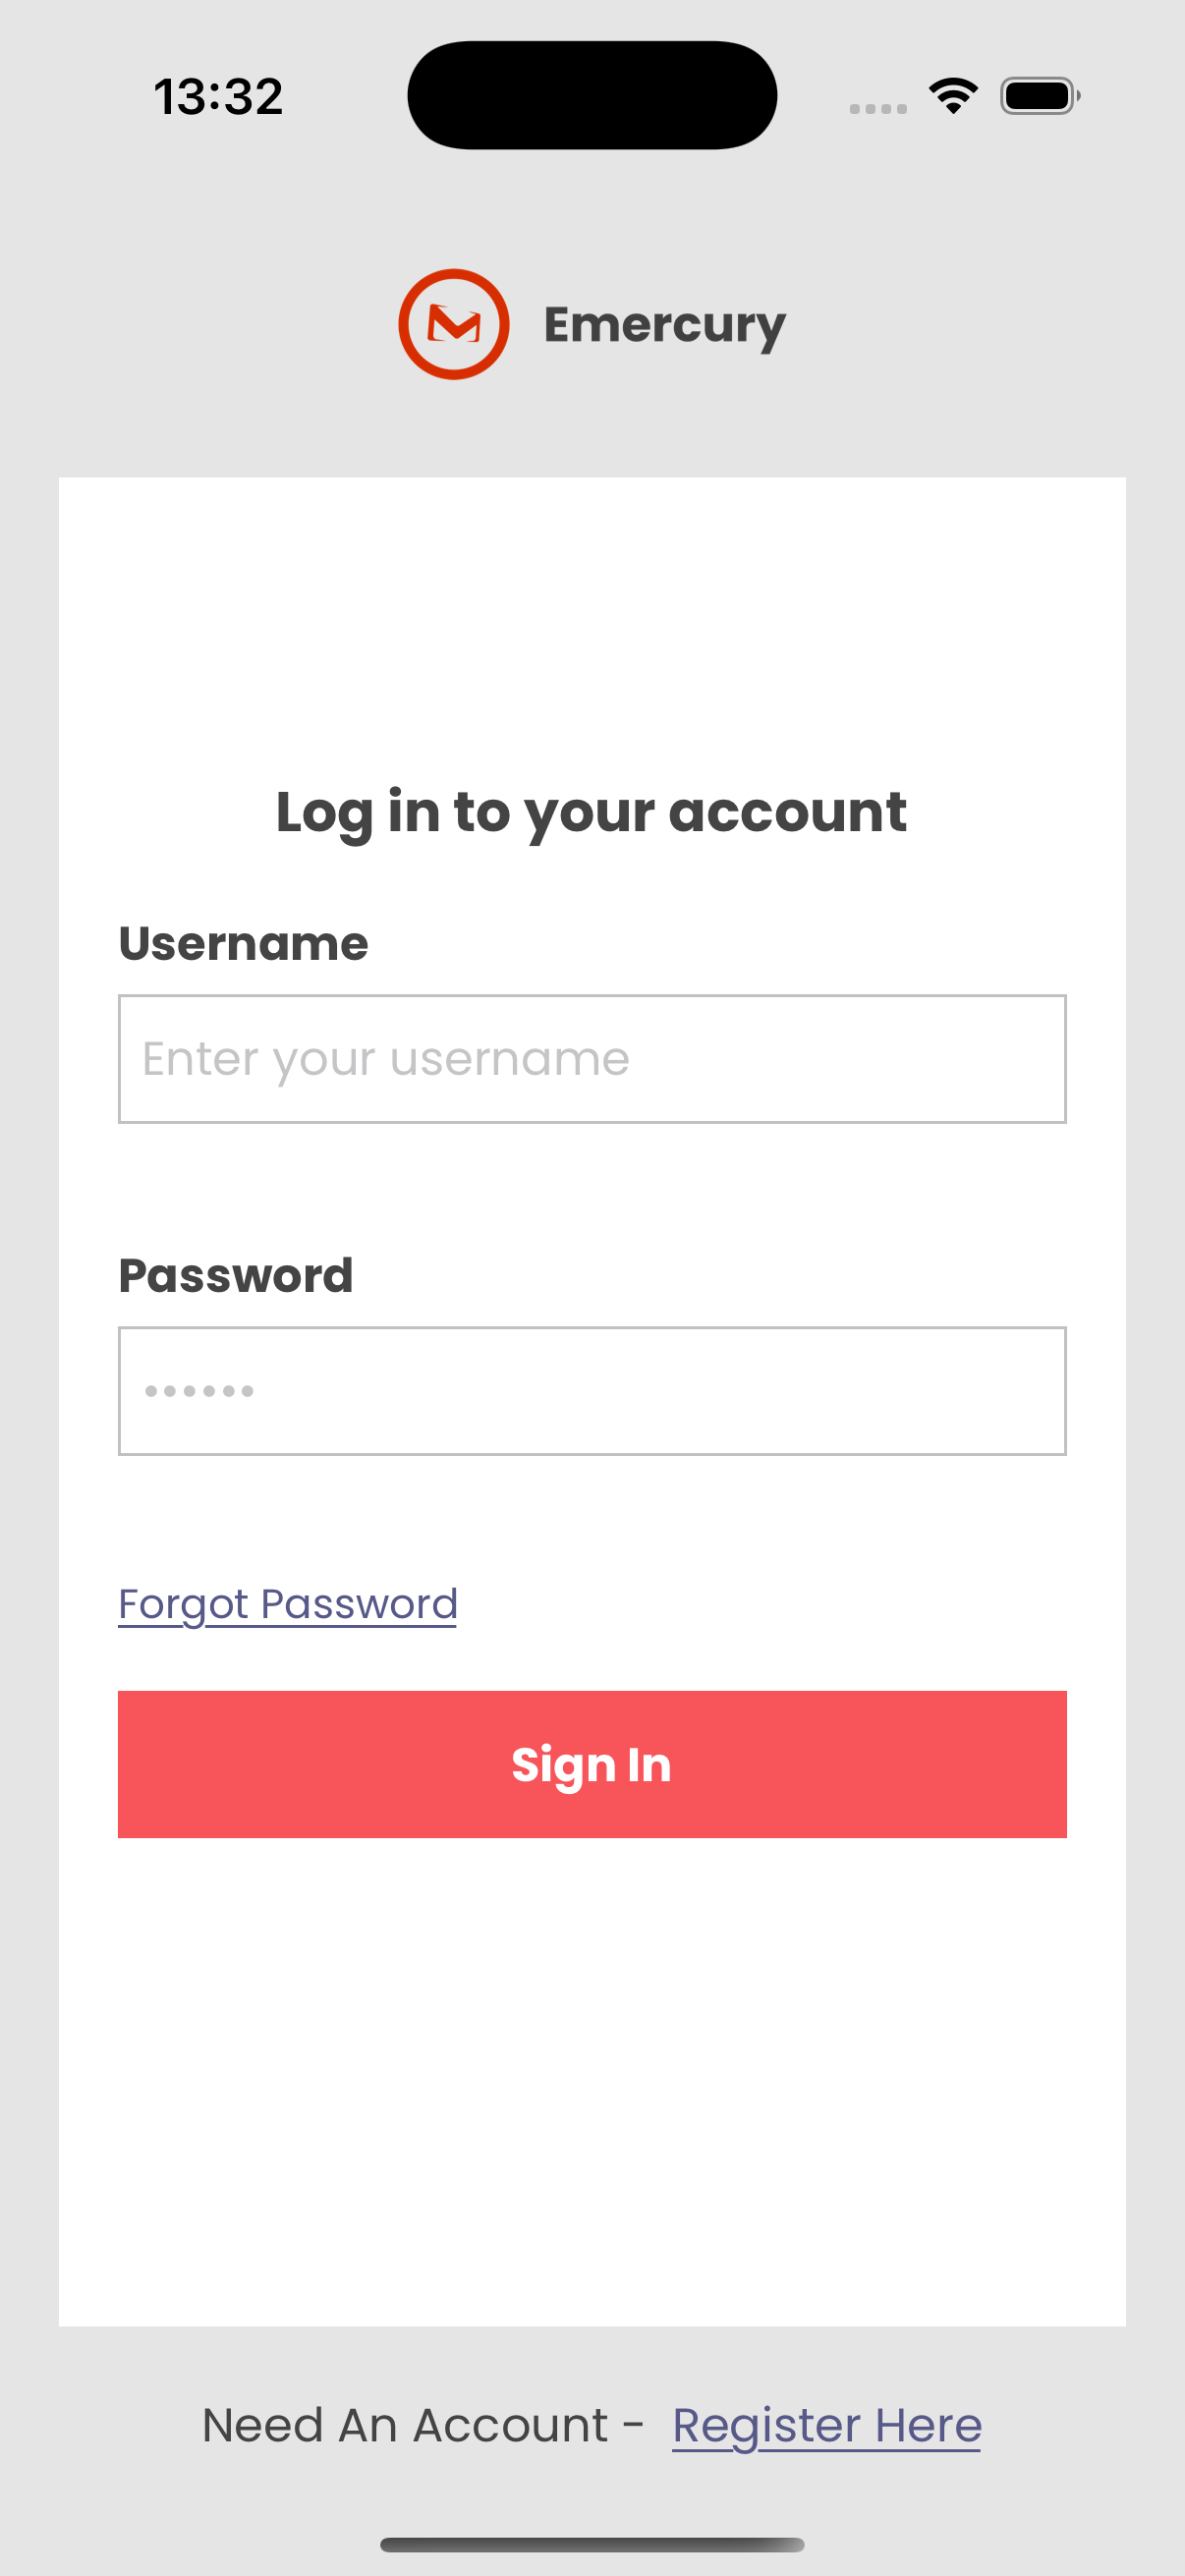 13:32
Emercury
Log in to your account
Username
Enter your username
Password
••••••
Forgot Password
Sign In
Need An Account - Register Here